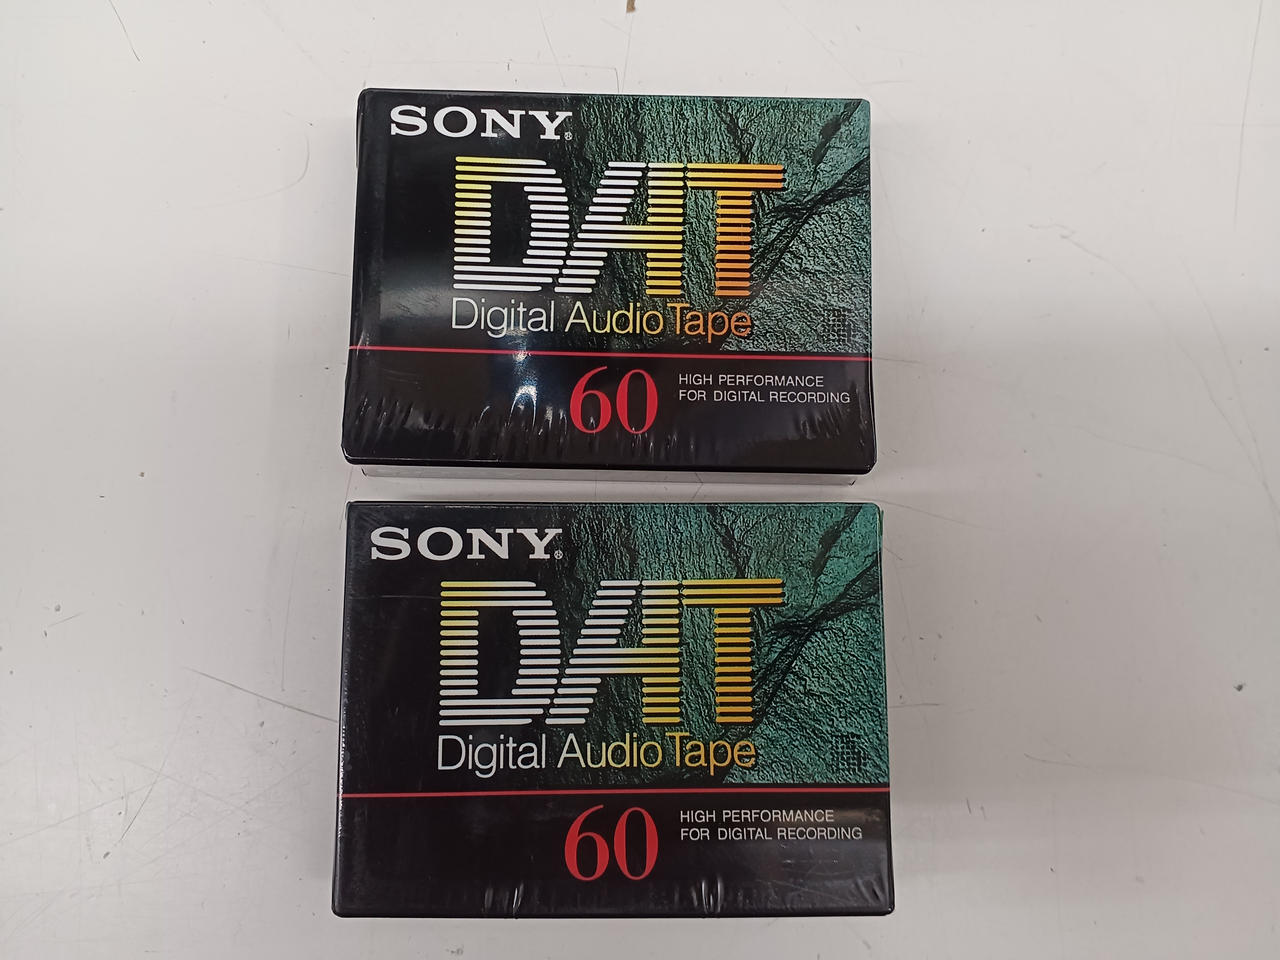 SONY®
DAT
Digital Audio Tape
60
HIGH PERFORMANCE
FOR DIGITAL RECORDING
SONY®
DAT
Digital Audio Tape
60
HIGH PERFORMANCE
FOR DIGITAL RECORDING